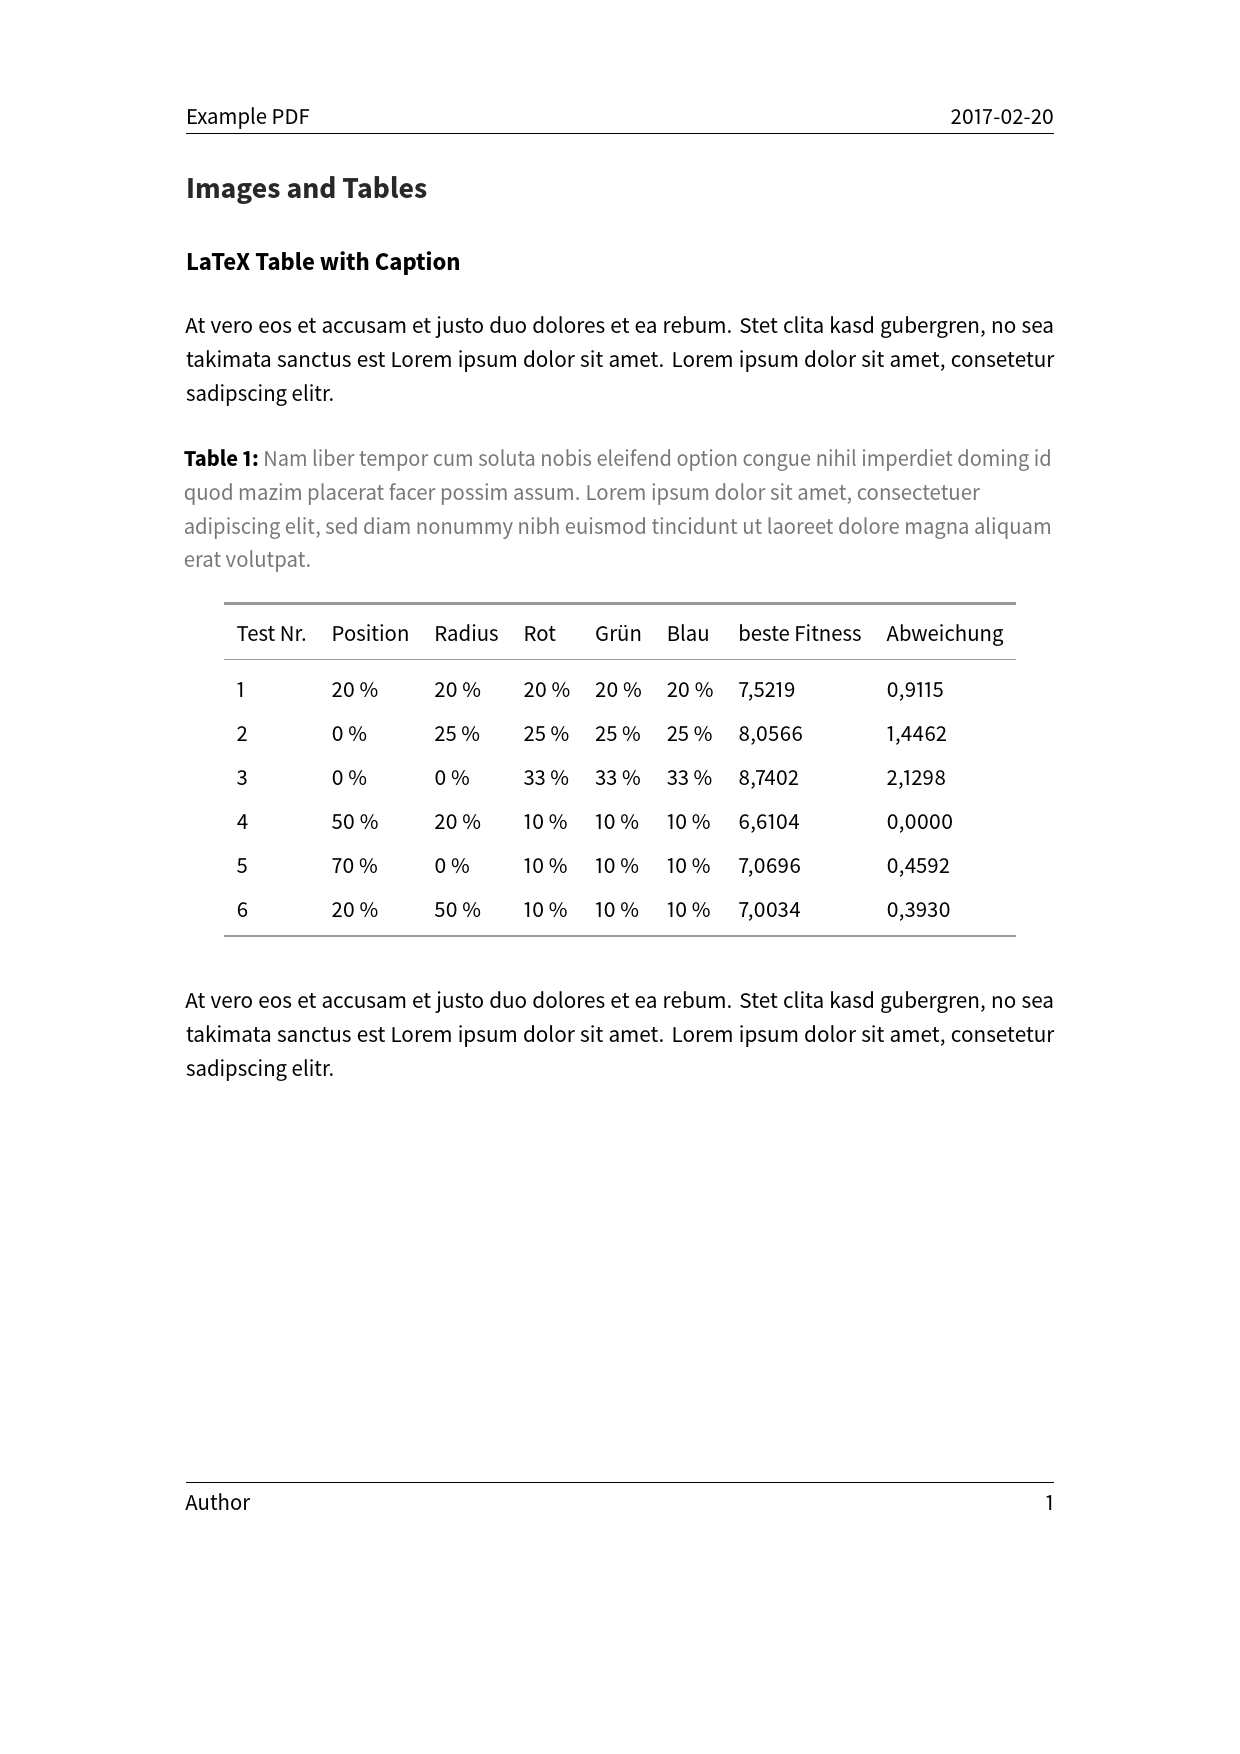 Example PDF 2017-02-20
Images and Tables
LaTeX Table with Caption
At vero eos et accusam et justo duo dolores et ea rebum. Stet clita kasd gubergren, no sea
takimata sanctus est Lorem ipsum dolor sit amet. Lorem ipsum dolor sit amet, consetetur
sadipscing elitr.
Table 1: Nam liber tempor cum soluta nobis eleifend option congue nihil imperdiet doming id
quod mazim placerat facer possim assum. Lorem ipsum dolor sit amet, consectetuer
adipiscing elit, sed diam nonummy nibh euismod tincidunt ut laoreet dolore magna aliquam
erat volutpat.
Test Nr. Position Radius Rot Grün Blau beste Fitness Abweichung
1 20 % 20 % 20 % 20 % 20 % 7,5219 0,9115
2 0 % 25 % 25 % 25 % 25 % 8,0566 1,4462
3 0 % 0 % 33 % 33 % 33 % 8,7402 2,1298
4 50 % 20 % 10 % 10 % 10 % 6,6104 0,0000
5 70 % 0 % 10 % 10 % 10 % 7,0696 0,4592
6 20 % 50 % 10 % 10 % 10 % 7,0034 0,3930
At vero eos et accusam et justo duo dolores et ea rebum. Stet clita kasd gubergren, no sea
takimata sanctus est Lorem ipsum dolor sit amet. Lorem ipsum dolor sit amet, consetetur
sadipscing elitr.
Author 1